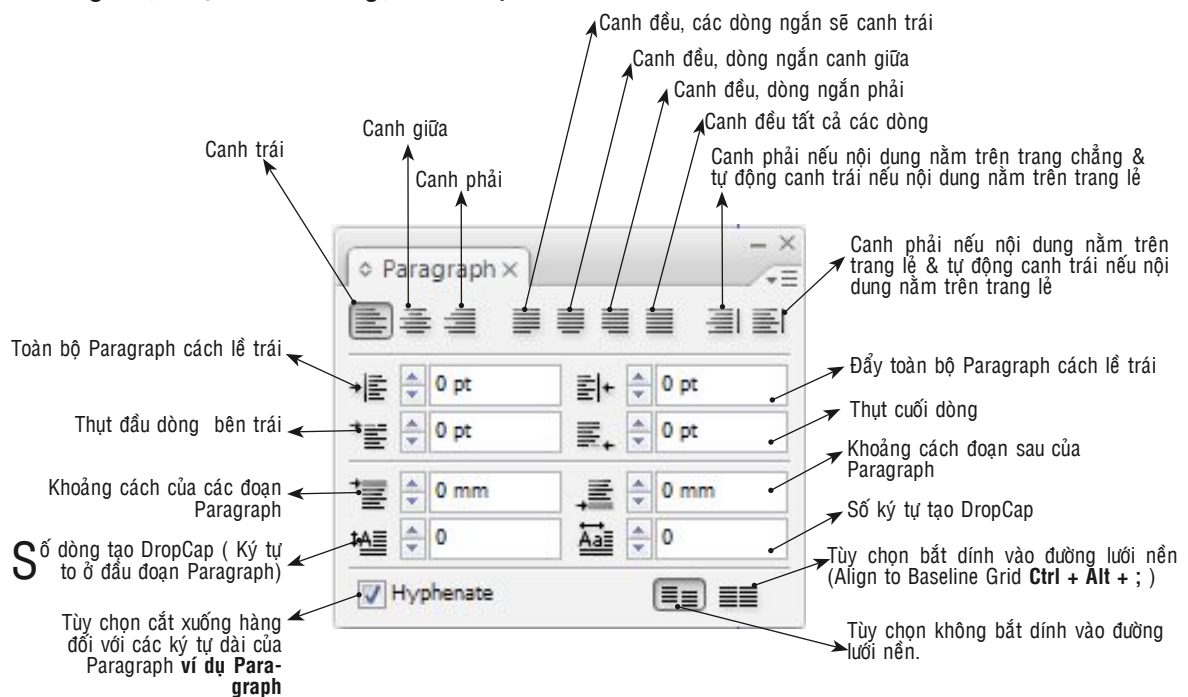 Canh đều, các dòng ngắn sẽ canh trái
Canh đều, dòng ngắn canh giữa
Canh đều, dòng ngắn phải
Canh đều tất cả các dòng
Canh giữa
Canh trái
Canh phải
Canh phải nếu nội dung nằm trên trang chẳng &
tự động canh trái nếu nội dung nằm trên trang lẻ
Canh phải nếu nội dung nằm trên
trang lẻ & tự động canh trái nếu nội
dung nằm trên trang lẻ
Paragraph
Toàn bộ Paragraph cách lề trái
0 pt
0 pt
Đẩy toàn bộ Paragraph cách lề trái
Thụt đầu dòng bên trái
0 pt
0 pt
Thụt cuối dòng
Khoảng cách của các đoạn
Paragraph
0 mm
0 mm
Khoảng cách đoạn sau của
Paragraph
Số dòng tạo DropCap ( Ký tự
to ở đầu đoạn Paragraph)
0
0
Số ký tự tạo DropCap
Hyphenate
Tùy chọn bắt dính vào đường lưới nền
(Align to Baseline Grid Ctrl + Alt + ; )
Tùy chọn cắt xuống hàng
đối với các ký tự dài của
Paragraph ví dụ Para-
graph
Tùy chọn không bắt dính vào đường
lưới nền.